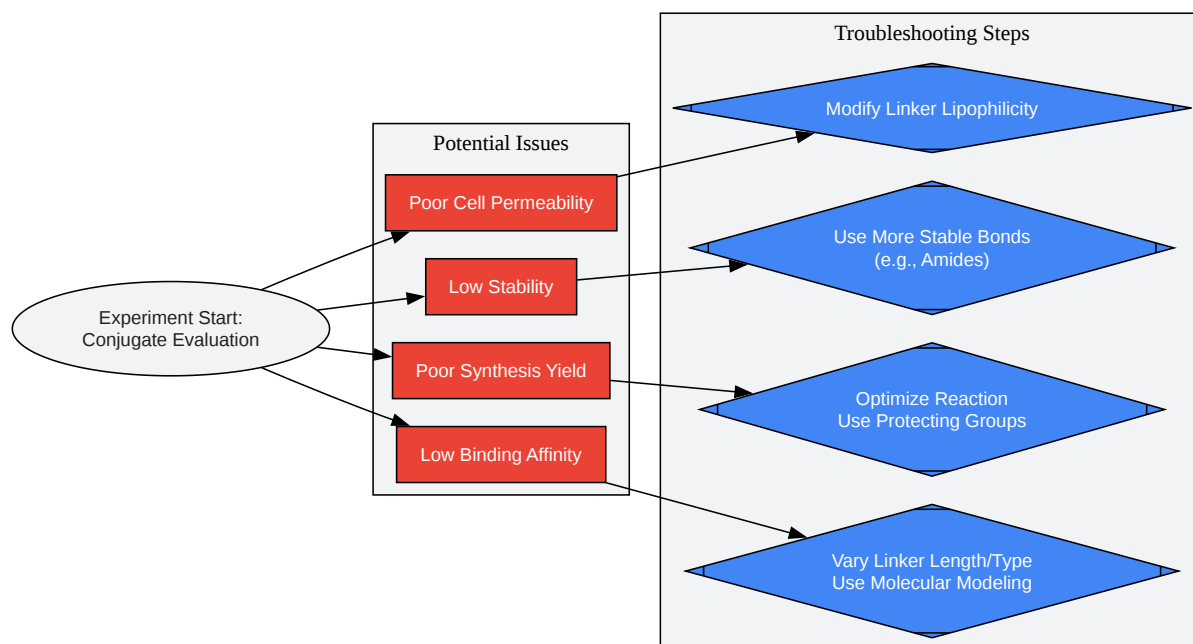 Experiment Start:
Conjugate Evaluation
Potential Issues
Poor Cell Permeability
Low Stability
Poor Synthesis Yield
Low Binding Affinity
Troubleshooting Steps
Modify Linker Lipophilicity
Use More Stable Bonds
(e.g., Amides)
Optimize Reaction
Use Protecting Groups
Vary Linker Length/Type
Use Molecular Modeling